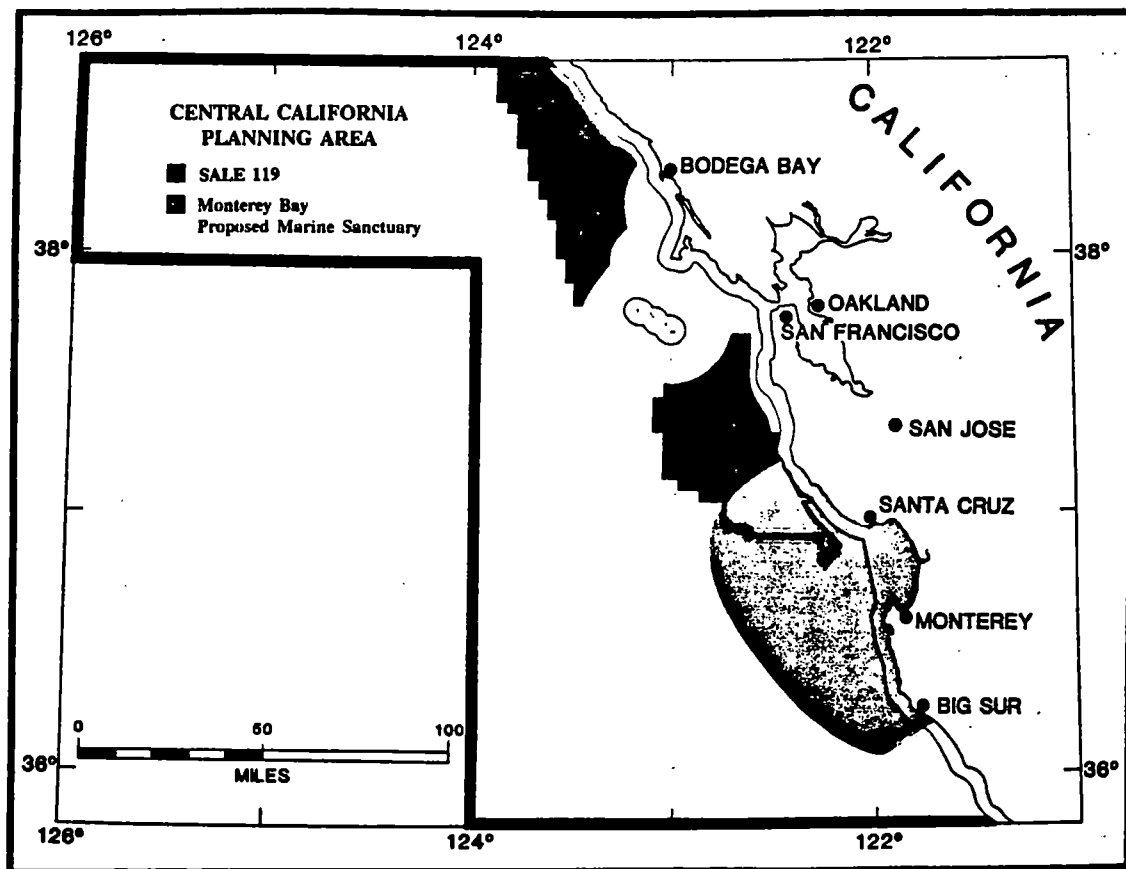 126°
124°
122°
CENTRAL CALIFORNIA
PLANNING AREA
SALE 119
Monterey Bay
Proposed Marine Sanctuary
CALIFORNIA
BODEGA BAY
38°
38°
OAKLAND
SAN FRANCISCO
SAN JOSE
SANTA CRUZ
MONTEREY
BIG SUR
0 50 100
MILES
36°
36°
126°
124°
122°